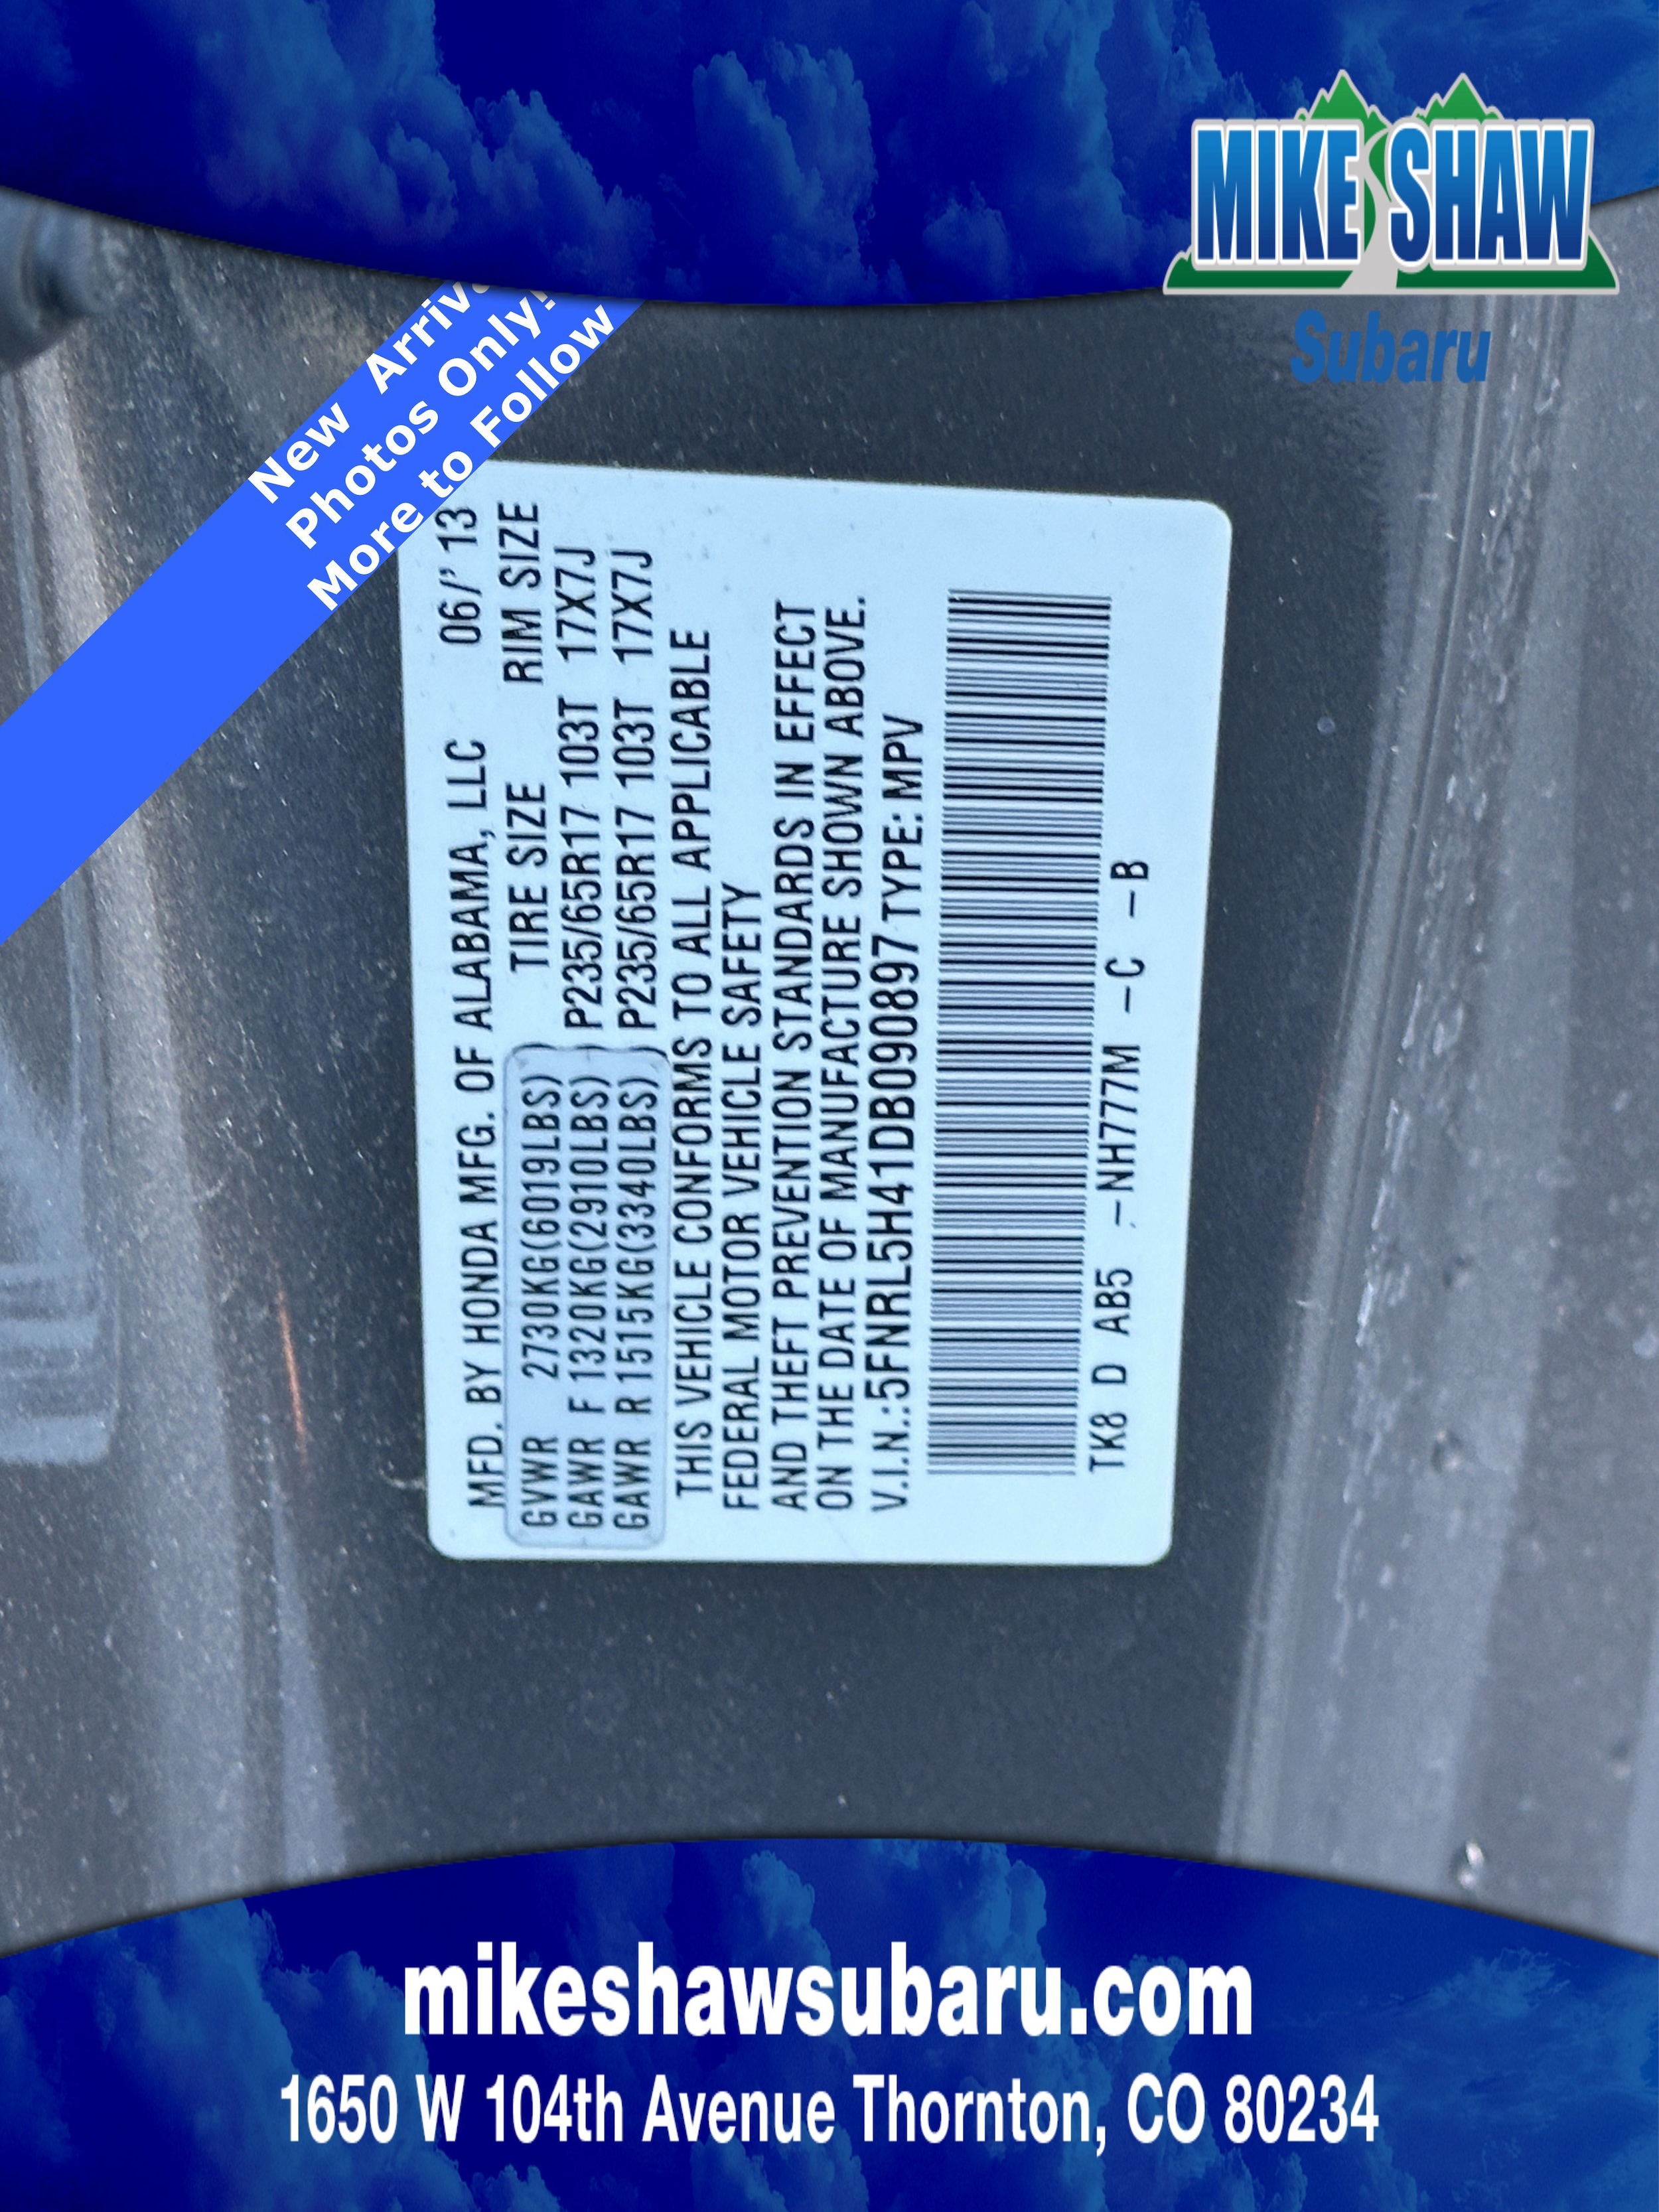 MIKE SHAW
Subaru
New Arriva
Photos Only!
More to Follow
MFD. BY HONDA MFG. OF ALABAMA, LLC 06/'13
TIRE SIZE RIM SIZE
GVWR 2730KG(6019LBS)
GAWR F 1320KG(2910LBS) P235/65R17 103T 17X7J
GAWR R 1515KG(3340LBS) P235/65R17 103T 17X7J
THIS VEHICLE CONFORMS TO ALL APPLICABLE
FEDERAL MOTOR VEHICLE SAFETY
AND THEFT PREVENTION STANDARDS IN EFFECT
ON THE DATE OF MANUFACTURE SHOWN ABOVE.
V.I.N.:5FNRL5H41DB090897 TYPE: MPV
TK8 D AB5 -NH777M -C -B
mikeshawsubaru.com
1650 W 104th Avenue Thornton, CO 80234